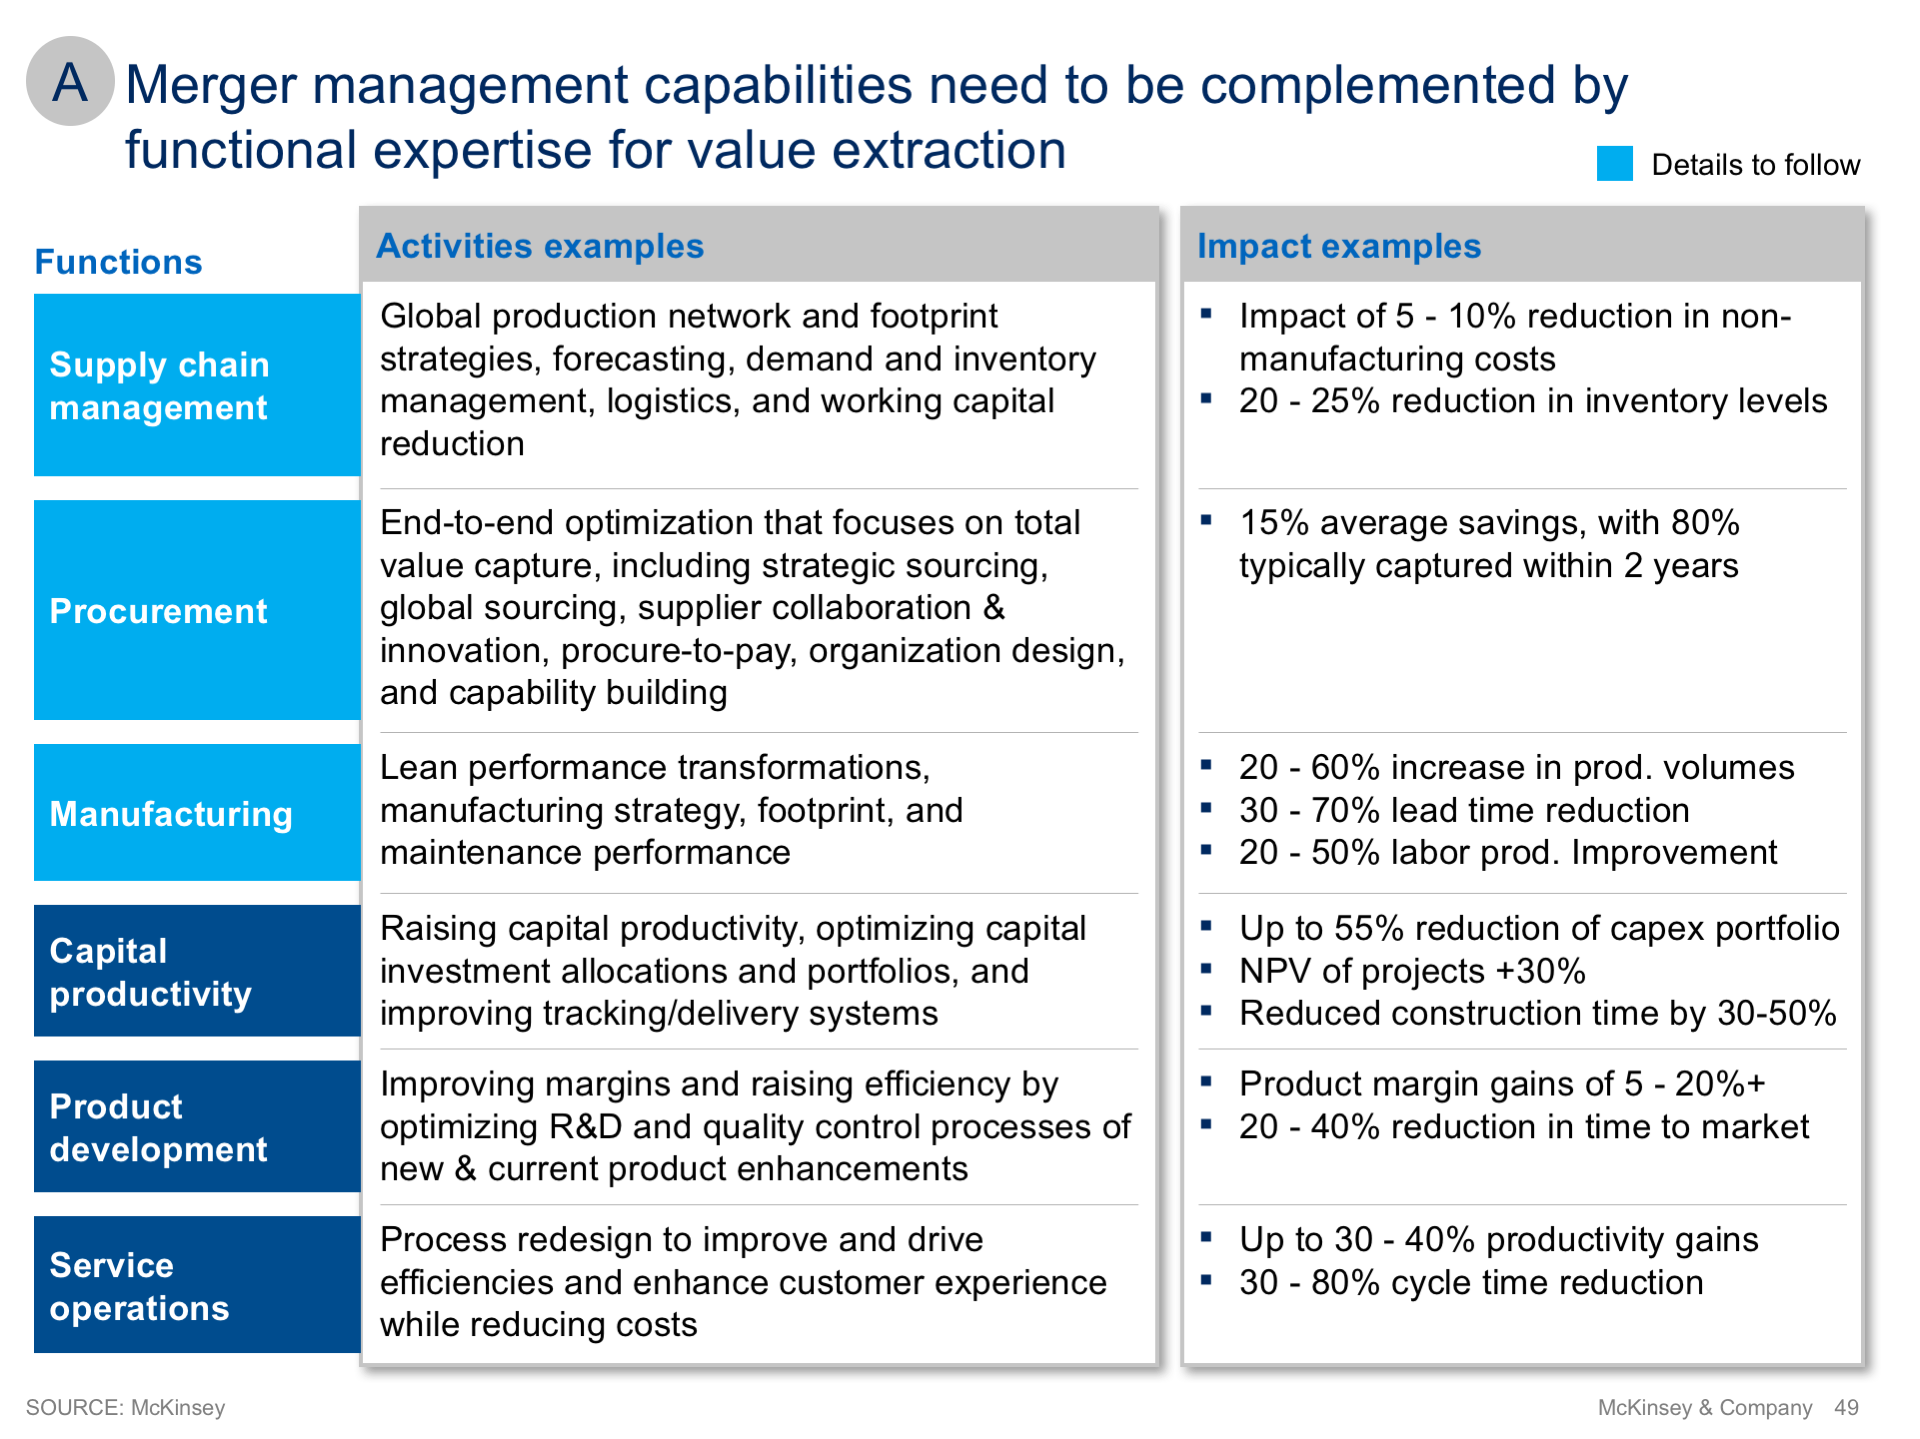 A
Merger management capabilities need to be complemented by
functional expertise for value extraction
Details to follow
Functions
Activities examples
Impact examples
Supply chain
management
Global production network and footprint
strategies, forecasting, demand and inventory
management, logistics, and working capital
reduction
▪ Impact of 5 - 10% reduction in non-
manufacturing costs
▪ 20 - 25% reduction in inventory levels
Procurement
End-to-end optimization that focuses on total
value capture, including strategic sourcing,
global sourcing, supplier collaboration &
innovation, procure-to-pay, organization design,
and capability building
▪ 15% average savings, with 80%
typically captured within 2 years
Manufacturing
Lean performance transformations,
manufacturing strategy, footprint, and
maintenance performance
▪ 20 - 60% increase in prod. volumes
▪ 30 - 70% lead time reduction
▪ 20 - 50% labor prod. Improvement
Capital
productivity
Raising capital productivity, optimizing capital
investment allocations and portfolios, and
improving tracking/delivery systems
▪ Up to 55% reduction of capex portfolio
▪ NPV of projects +30%
▪ Reduced construction time by 30-50%
Product
development
Improving margins and raising efficiency by
optimizing R&D and quality control processes of
new & current product enhancements
▪ Product margin gains of 5 - 20%+
▪ 20 - 40% reduction in time to market
Service
operations
Process redesign to improve and drive
efficiencies and enhance customer experience
while reducing costs
▪ Up to 30 - 40% productivity gains
▪ 30 - 80% cycle time reduction
SOURCE: McKinsey
McKinsey & Company 49